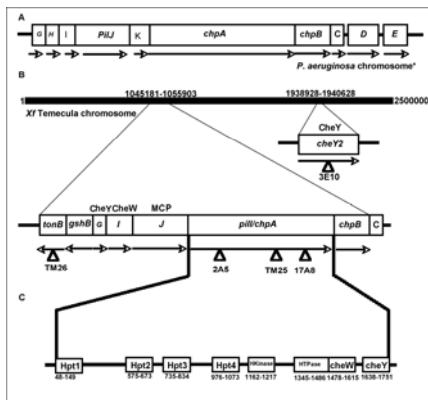 A
G H I PilJ K chpA chpB C D E
P. aeruginosa chromosome*
B
1045181-1055903 1938928-1940628
1 2500000
Xf Temecula chromosome
CheY
cheY2
3E10
CheY CheW MCP
tonB gshB G I J pilI/chpA chpB C
TM26 2A5 TM25 17A8
C
Hpt1 Hpt2 Hpt3 Hpt4 HKinase HTPase cheW cheY
48-149 575-673 735-834 976-1073 1162-1217 1345-1486 1478-1615 1638-1751